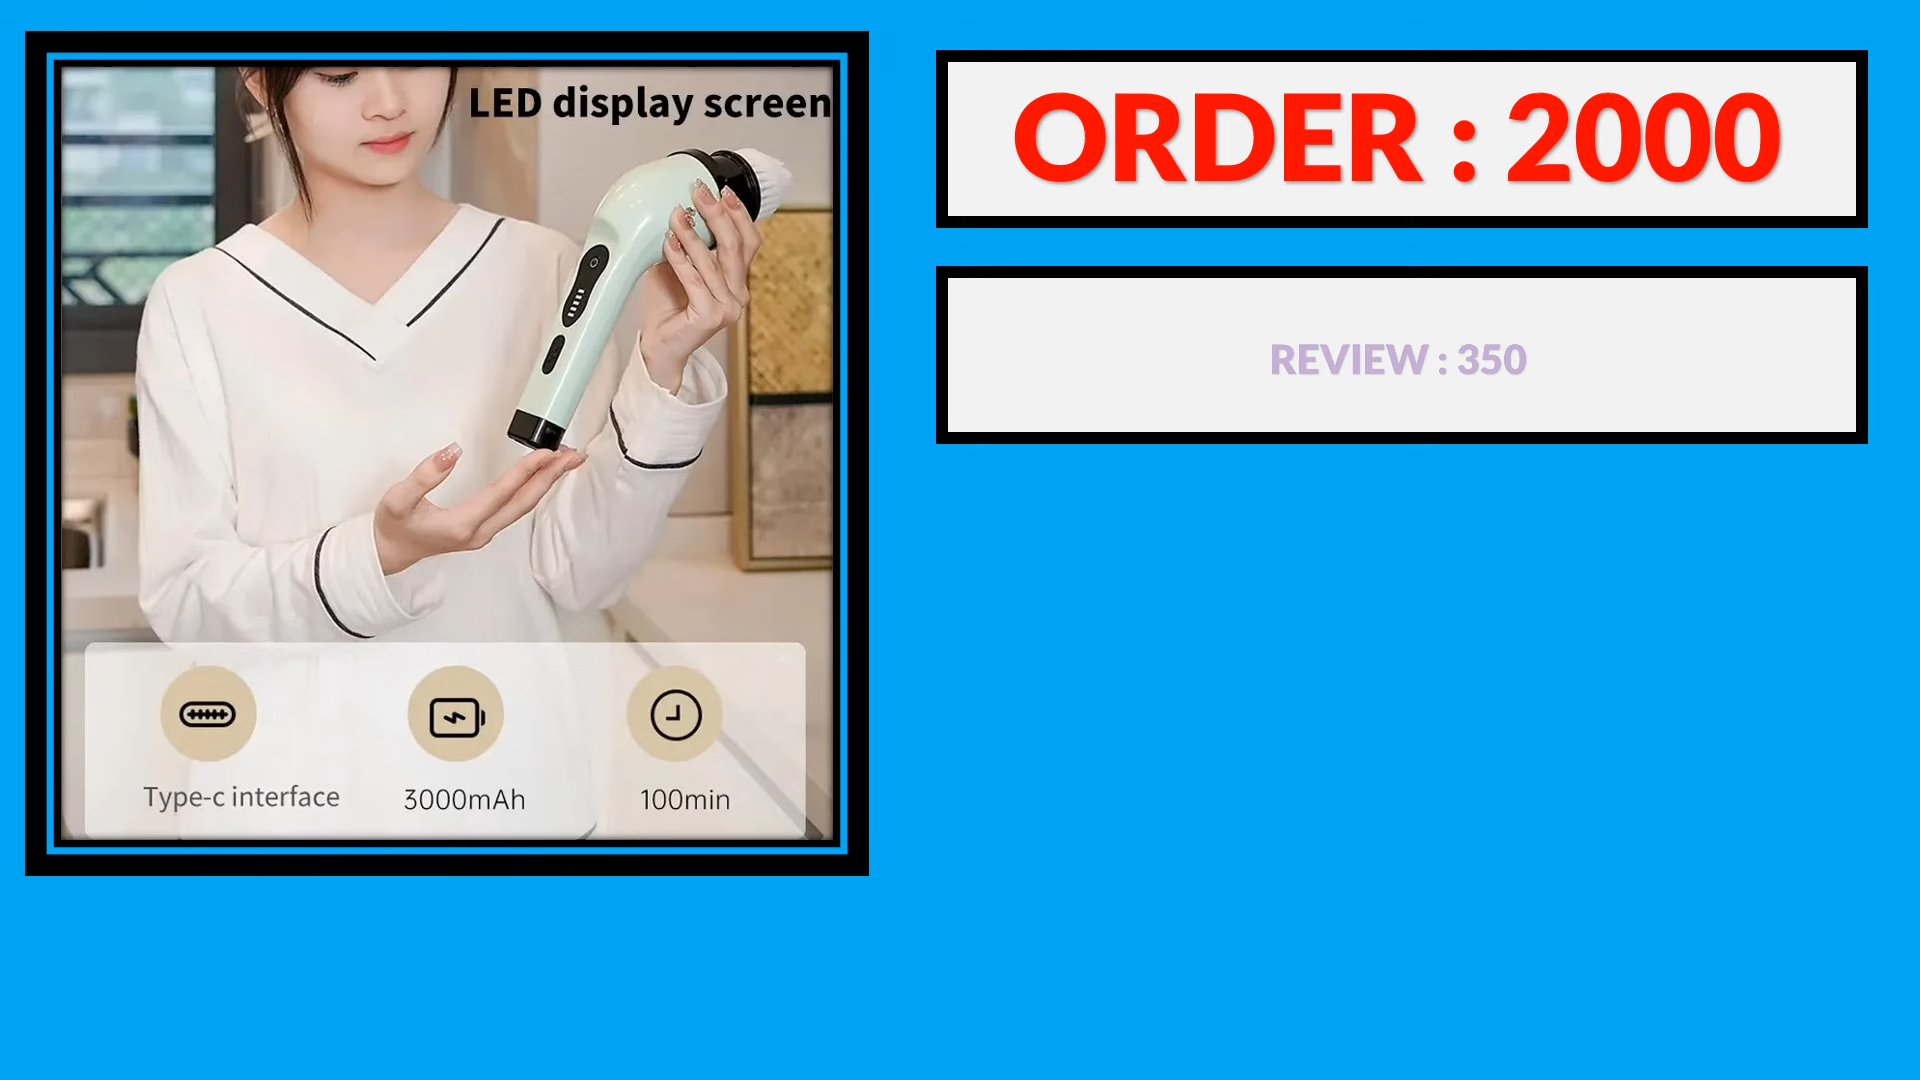 LED display screen
Type-c interface
3000mAh
100min
ORDER : 2000
REVIEW : 350